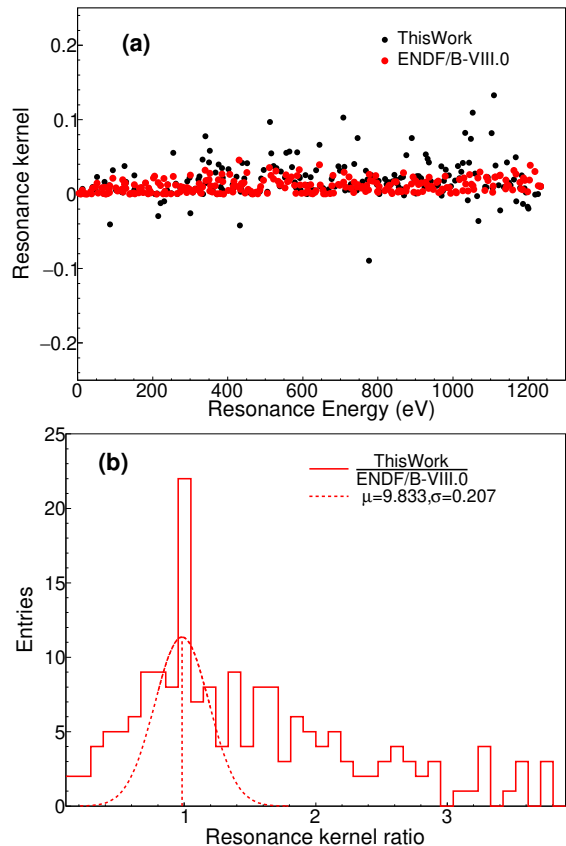 (a)
ThisWork
ENDF/B-VIII.0
0.2
0.1
0
−0.1
−0.2
Resonance kernel
0 200 400 600 800 1000 1200
Resonance Energy (eV)
(b)
ThisWork
ENDF/B-VIII.0
μ=9.833,σ=0.207
25
20
15
10
5
0
Entries
1 2 3
Resonance kernel ratio